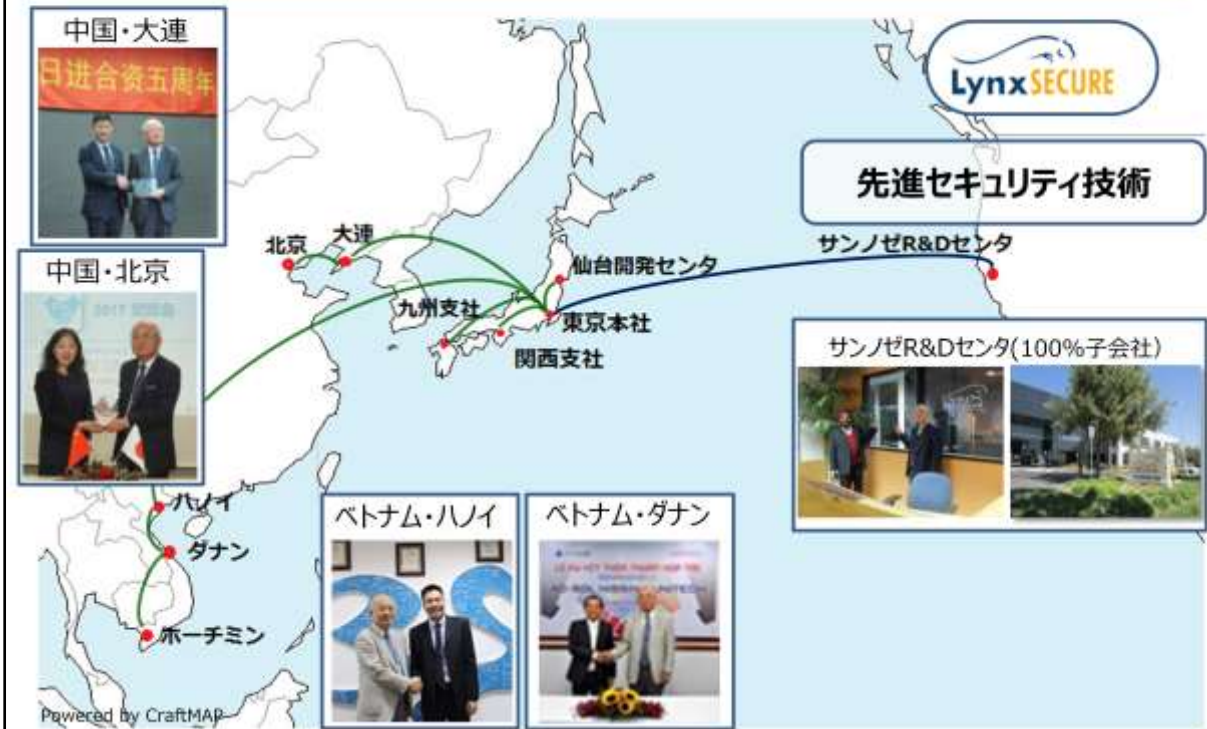 中国・大連
日进合资五周年
中国・北京
2017
LynxSECURE
先進セキュリティ技術
北京
大連
サンノゼR&Dセンタ
仙台開発センタ
九州支社
東京本社
関西支社
サンノゼR&Dセンタ(100%子会社)
ハノイ
ダナン
ホーチミン
ベトナム・ハノイ
ベトナム・ダナン
Powered by CraftMAP